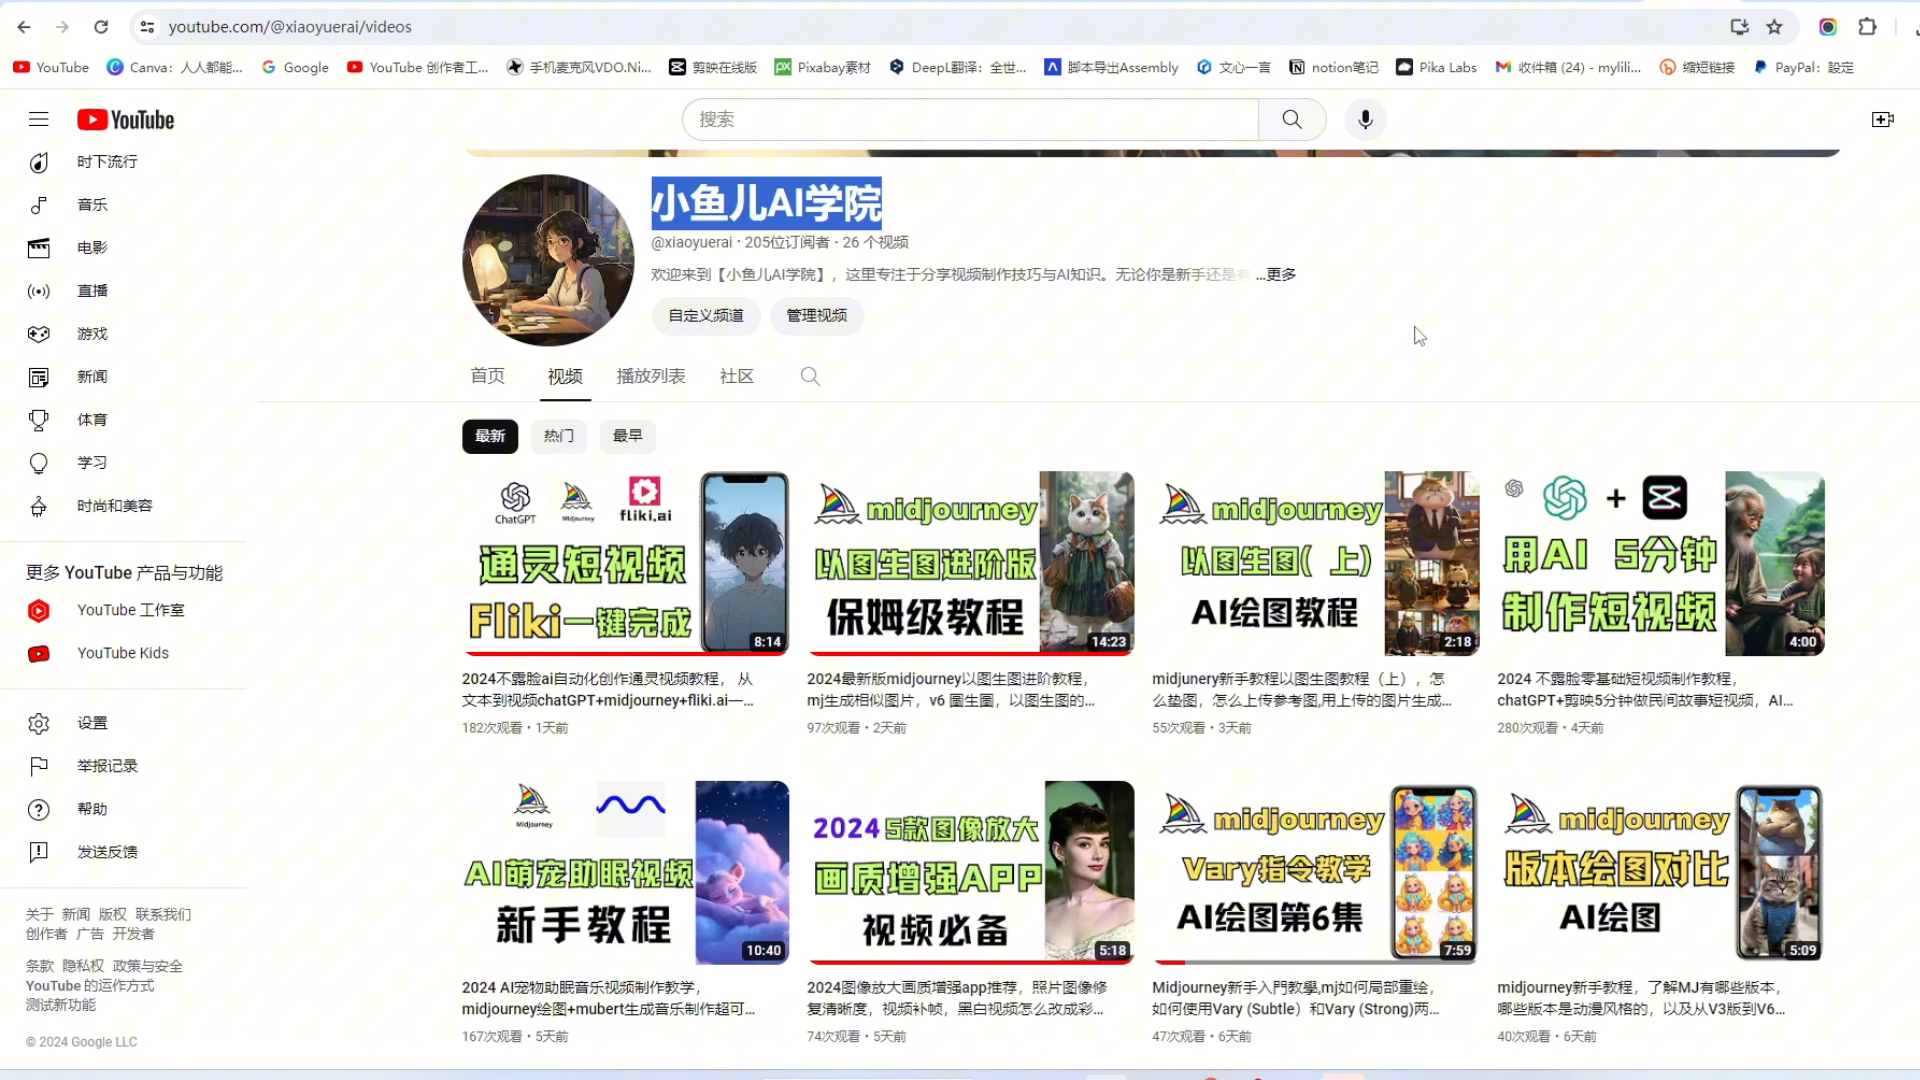 youtube.com/@xiaoyuerai/videos
YouTube
Canva：人人都能...
Google
YouTube 创作者工...
手机麦克风VDO.Ni...
剪映在线版
Pixabay素材
DeepL翻译：全世...
脚本导出Assembly
文心一言
notion笔记
Pika Labs
收件箱 (24) - mylili...
缩短链接
PayPal：設定
YouTube
搜索
时下流行
音乐
电影
直播
游戏
新闻
体育
学习
时尚和美容
更多 YouTube 产品与功能
YouTube 工作室
YouTube Kids
设置
举报记录
帮助
发送反馈
关于 新闻 版权 联系我们
创作者 广告 开发者
条款 隐私权 政策与安全
YouTube 的运作方式
测试新功能
© 2024 Google LLC
小鱼儿AI学院
@xiaoyuerai · 205位订阅者 · 26 个视频
欢迎来到【小鱼儿AI学院】，这里专注于分享视频制作技巧与AI知识。无论你是新手还是有 ...更多
自定义频道
管理视频
首页
视频
播放列表
社区
最新
热门
最早
ChatGPT
Midjourney
fliki.ai
通灵短视频
Fliki一键完成
8:14
2024不露脸ai自动化创作通灵视频教程， 从
文本到视频chatGPT+midjourney+fliki.ai一...
182次观看 · 1天前
midjourney
以图生图进阶版
保姆级教程
14:23
2024最新版midjourney以图生图进阶教程，
mj生成相似图片，v6 圖生圖，以图生图的...
97次观看 · 2天前
midjourney
以图生图( 上)
AI绘图教程
2:18
midjunery新手教程以图生图教程（上），怎
么垫图，怎么上传参考图,用上传的图片生成...
55次观看 · 3天前
+
用AI 5分钟
制作短视频
4:00
2024 不露脸零基础短视频制作教程，
chatGPT+剪映5分钟做民间故事短视频，AI...
280次观看 · 4天前
Midjourney
AI萌宠助眠视频
新手教程
10:40
2024 AI宠物助眠音乐视频制作教学，
midjourney绘图+mubert生成音乐制作超可...
167次观看 · 5天前
2024 5款图像放大
画质增强APP
视频必备
5:18
2024图像放大画质增强app推荐，照片图像修
复清晰度，视频补帧，黑白视频怎么改成彩...
74次观看 · 5天前
midjourney
Vary指令教学
AI绘图第6集
7:59
Midjourney新手入門教學,mj如何局部重绘，
如何使用Vary (Subtle）和Vary (Strong)两...
47次观看 · 6天前
midjourney
版本绘图对比
AI绘图
5:09
midjourney新手教程，了解MJ有哪些版本，
哪些版本是动漫风格的，以及从V3版到V6...
40次观看 · 6天前